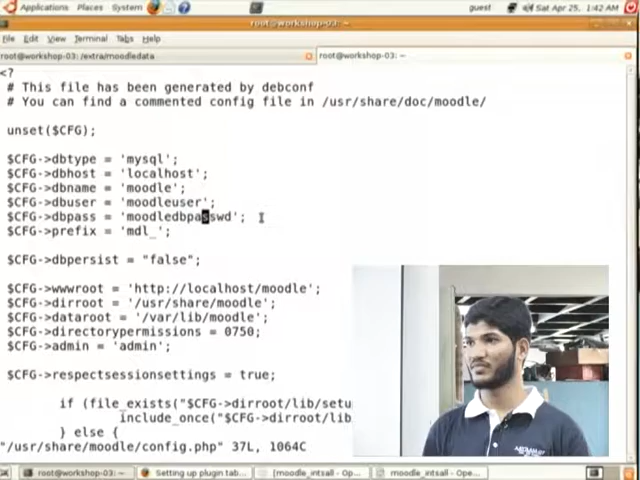 Applications Places System guest Sat Apr 25, 1:42 AM
root@workshop-03: ~
File Edit View Terminal Tabs Help
root@workshop-03: /extra/moodledata root@workshop-03: ~
<?
# This file has been generated by debconf
# You can find a commented config file in /usr/share/doc/moodle/
unset($CFG);
$CFG->dbtype = 'mysql';
$CFG->dbhost = 'localhost';
$CFG->dbname = 'moodle';
$CFG->dbuser = 'moodleuser';
$CFG->dbpass = 'moodledbpasswd';
$CFG->prefix = 'mdl_';
$CFG->dbpersist = "false";
$CFG->wwwroot = 'http://localhost/moodle';
$CFG->dirroot = '/usr/share/moodle';
$CFG->dataroot = '/var/lib/moodle';
$CFG->directorypermissions = 0750;
$CFG->admin = 'admin';
$CFG->respectsessionsettings = true;
if (file_exists("$CFG->dirroot/lib/setu
include_once("$CFG->dirroot/lib
} else {
"/usr/share/moodle/config.php" 37L, 1064C
root@workshop-03: ~ Setting up plugin tab... [moodle_intsall - Ope... moodle_intsall - Ope...